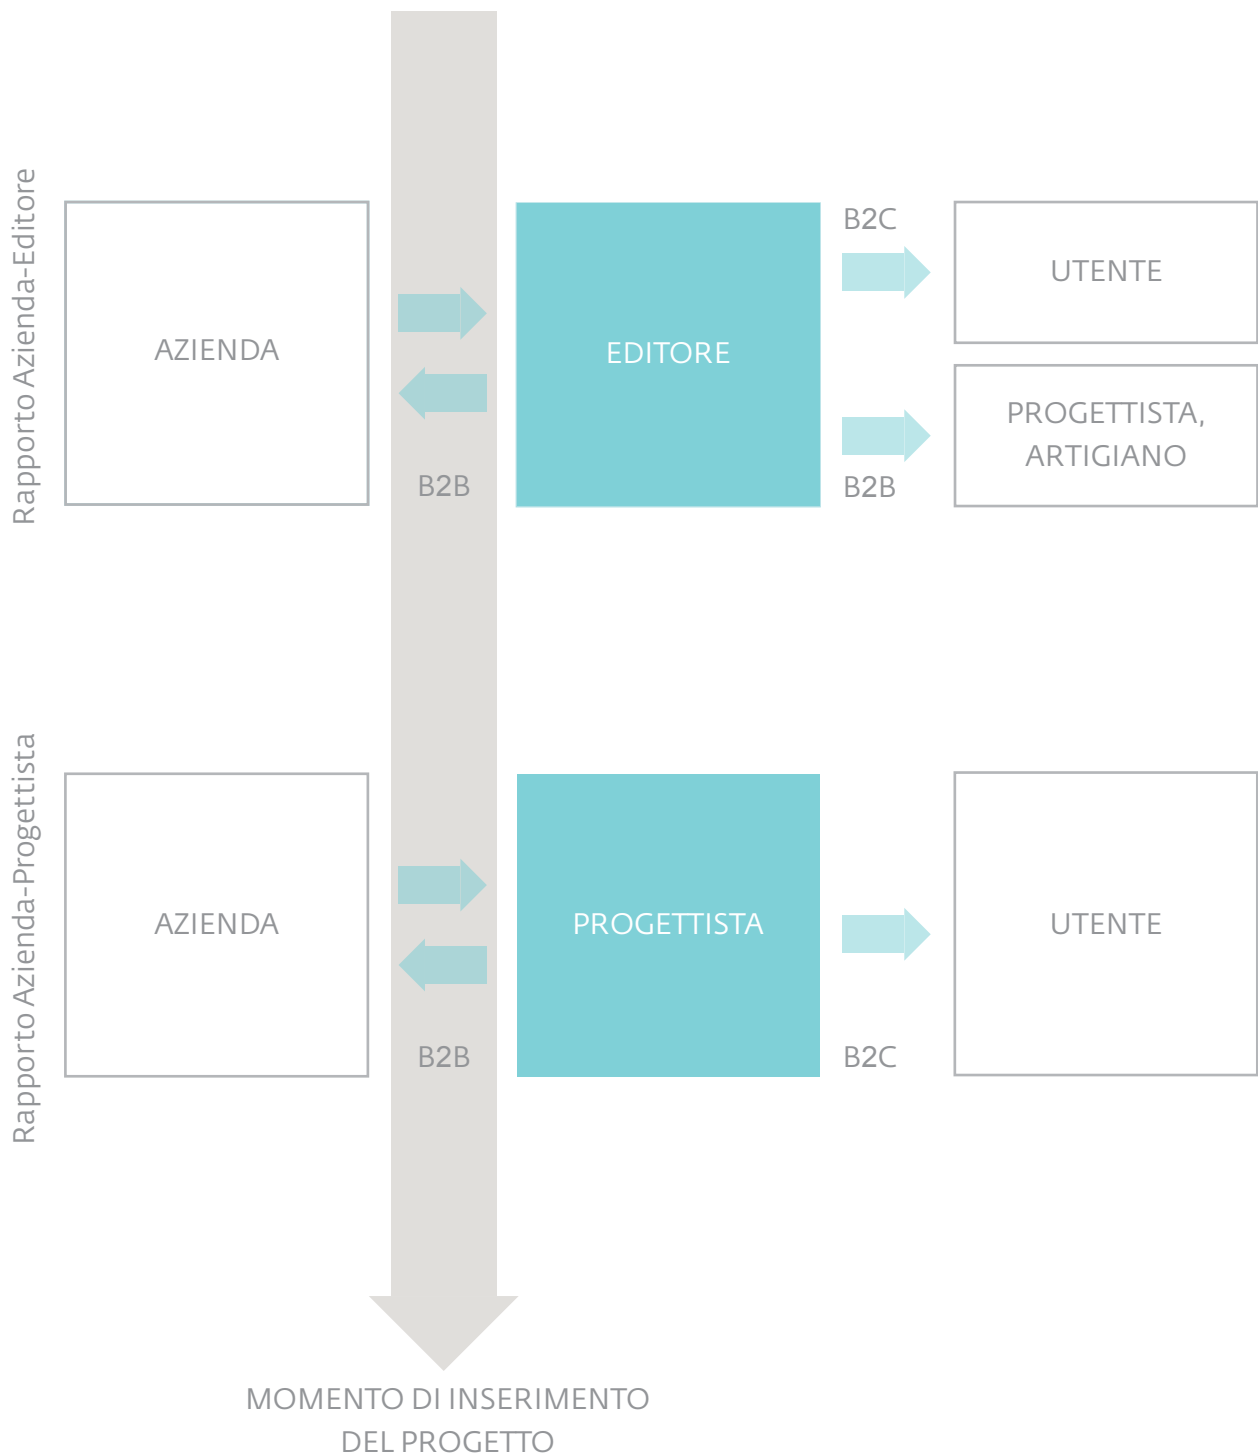 Rapporto Azienda-Editore
AZIENDA
B2B
EDITORE
B2C
B2B
UTENTE
PROGETTISTA,
ARTIGIANO
Rapporto Azienda-Progettista
AZIENDA
B2B
PROGETTISTA
B2C
UTENTE
MOMENTO DI INSERIMENTO
DEL PROGETTO